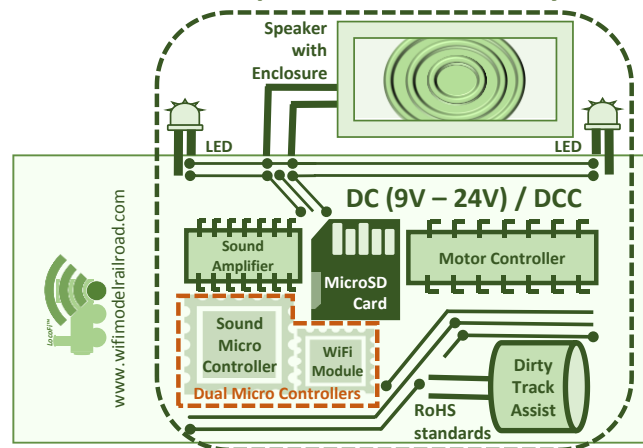 Speaker
with
Enclosure
LED
LED
DC (9V – 24V) / DCC
www.wifimodelrailroad.com
LocoFi™
Sound
Amplifier
MicroSD
Card
Motor Controller
Sound
Micro
Controller
WiFi
Module
Dual Micro Controllers
Dirty
Track
Assist
RoHS
standards